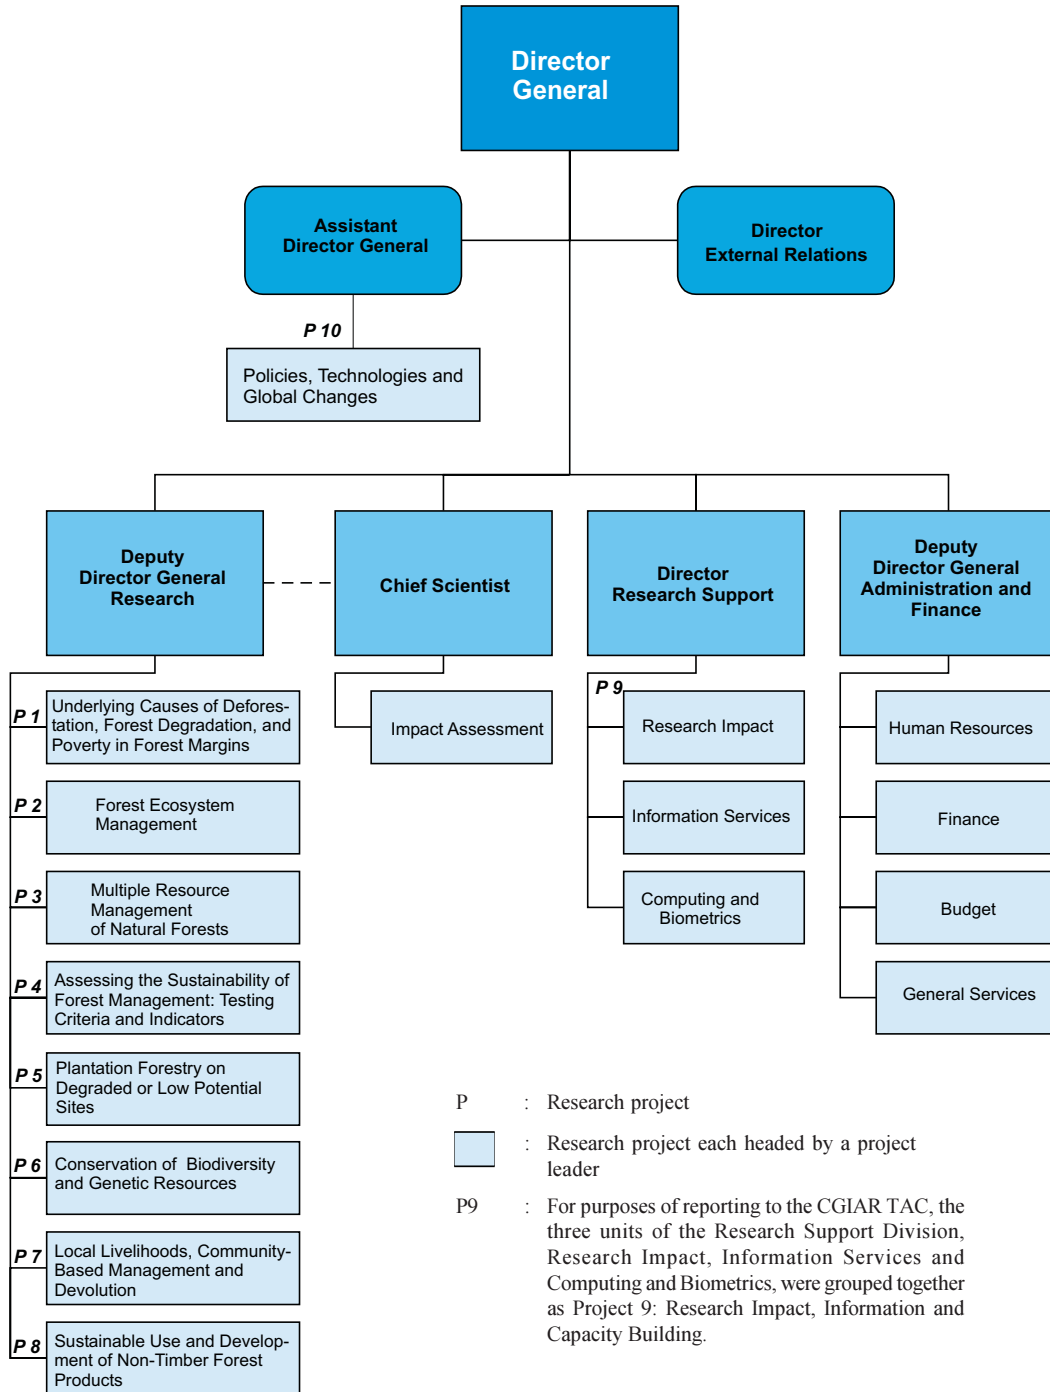 Director
General
Assistant
Director General
Director
External Relations
P 10
Policies, Technologies and
Global Changes
Deputy
Director General
Research
Chief Scientist
Director
Research Support
Deputy
Director General
Administration and
Finance
P 1
Underlying Causes of Defores-
tation, Forest Degradation, and
Poverty in Forest Margins
P 2
Forest Ecosystem
Management
P 3
Multiple Resource
Management
of Natural Forests
P 4
Assessing the Sustainability of
Forest Management: Testing
Criteria and Indicators
P 5
Plantation Forestry on
Degraded or Low Potential
Sites
P 6
Conservation of Biodiversity
and Genetic Resources
P 7
Local Livelihoods, Community-
Based Management and
Devolution
P 8
Sustainable Use and Develop-
ment of Non-Timber Forest
Products
Impact Assessment
P 9
Research Impact
Information Services
Computing and
Biometrics
Human Resources
Finance
Budget
General Services
P : Research project
: Research project each headed by a project
leader
P9 : For purposes of reporting to the CGIAR TAC, the
three units of the Research Support Division,
Research Impact, Information Services and
Computing and Biometrics, were grouped together
as Project 9: Research Impact, Information and
Capacity Building.